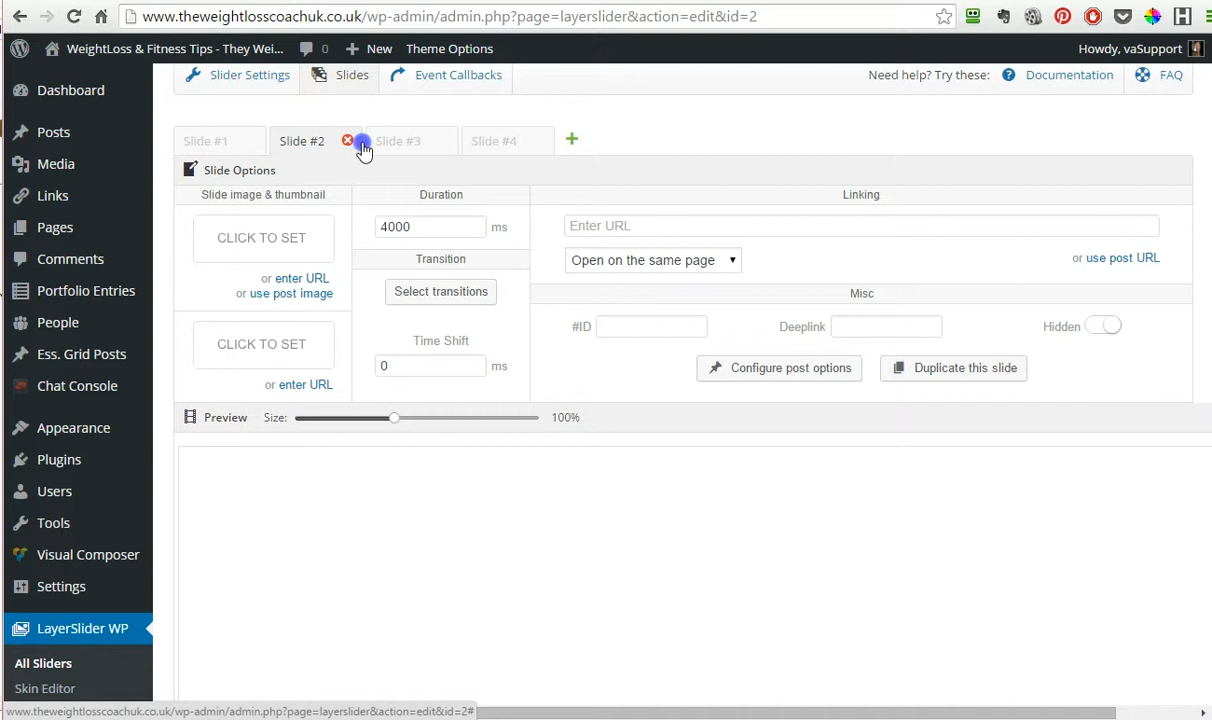 www.theweightlosscoachuk.co.uk/wp-admin/admin.php?page=layerslider&action=edit&id=2
WeightLoss & Fitness Tips - They Wei... 0 New Theme Options Howdy, vaSupport
Slider Settings Slides Event Callbacks Need help? Try these: Documentation FAQ
Dashboard
Posts
Media
Links
Pages
Comments
Portfolio Entries
People
Ess. Grid Posts
Chat Console
Appearance
Plugins
Users
Tools
Visual Composer
Settings
LayerSlider WP
All Sliders
Skin Editor
Slide #1 Slide #2 Slide #3 Slide #4
Slide Options
Slide image & thumbnail Duration Linking
CLICK TO SET
or enter URL
or use post image
CLICK TO SET
or enter URL
4000 ms
Transition
Select transitions
Time Shift
0 ms
Enter URL
Open on the same page or use post URL
Misc
#ID Deeplink Hidden
Configure post options Duplicate this slide
Preview Size: 100%
www.theweightlosscoachuk.co.uk/wp-admin/admin.php?page=layerslider&action=edit&id=2#